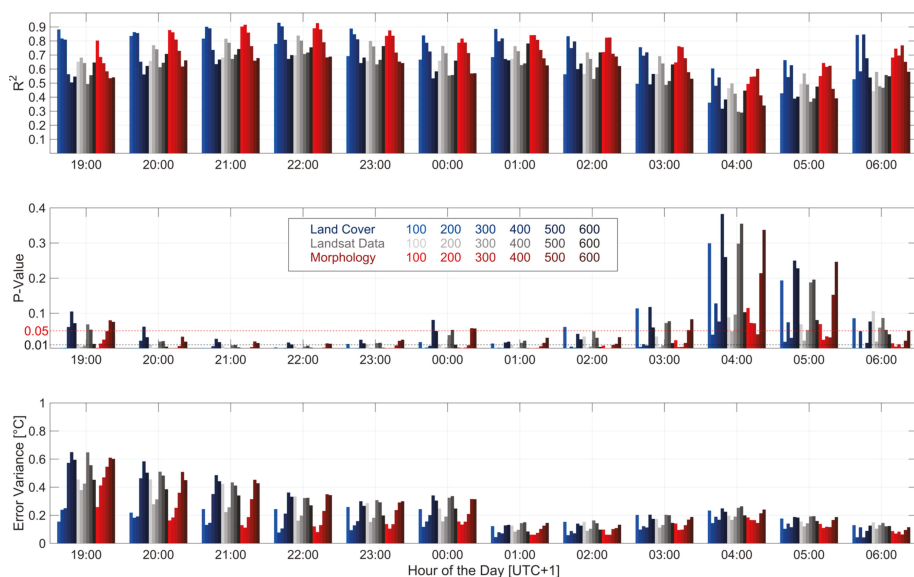 R2
0.9
0.8
0.7
0.6
0.5
0.4
0.3
0.2
0.1
19:00 20:00 21:00 22:00 23:00 00:00 01:00 02:00 03:00 04:00 05:00 06:00
P-Value
0.4
0.3
0.2
0.1
0.05
0.01
Land Cover 100 200 300 400 500 600
Landsat Data 100 200 300 400 500 600
Morphology 100 200 300 400 500 600
19:00 20:00 21:00 22:00 23:00 00:00 01:00 02:00 03:00 04:00 05:00 06:00
Error Variance [°C]
1
0.8
0.6
0.4
0.2
0
19:00 20:00 21:00 22:00 23:00 00:00 01:00 02:00 03:00 04:00 05:00 06:00
Hour of the Day [UTC+1]